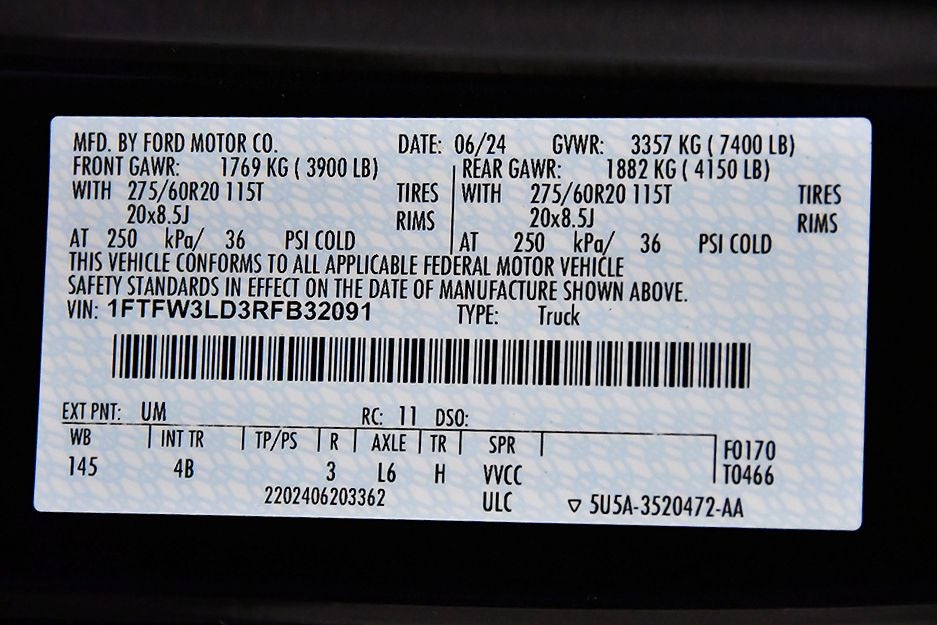 MFD. BY FORD MOTOR CO. DATE: 06/24 GVWR: 3357 KG ( 7400 LB)
FRONT GAWR: 1769 KG ( 3900 LB) REAR GAWR: 1882 KG ( 4150 LB)
WITH 275/60R20 115T TIRES WITH 275/60R20 115T TIRES
20x8.5J RIMS 20x8.5J RIMS
AT 250 kPa/ 36 PSI COLD AT 250 kPa/ 36 PSI COLD
THIS VEHICLE CONFORMS TO ALL APPLICABLE FEDERAL MOTOR VEHICLE
SAFETY STANDARDS IN EFFECT ON THE DATE OF MANUFACTURE SHOWN ABOVE.
VIN: 1FTFW3LD3RFB32091 TYPE: Truck
EXT PNT: UM RC: 11 DSO:
WB INT TR TP/PS R AXLE TR SPR F0170
145 4B 3 L6 H VVCC T0466
2202406203362 ULC ▽ 5U5A-3520472-AA